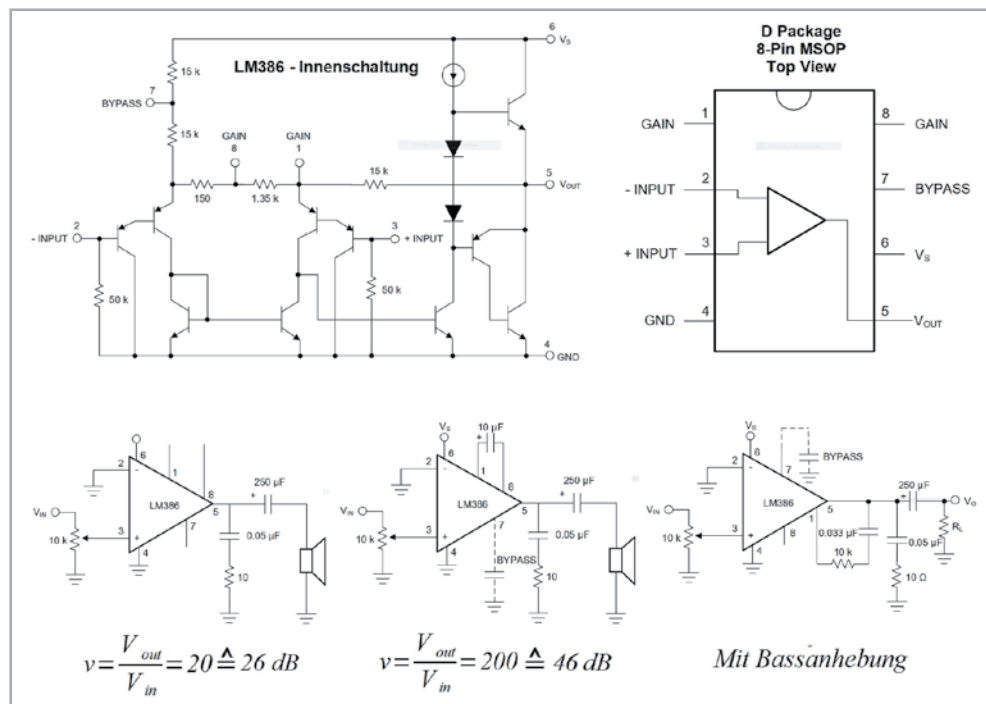 LM386 - Innenschaltung
6
VS
15 k
7
BYPASS
15 k
GAIN
8
GAIN
1
15 k
5
VOUT
150
1.35 k
2
- INPUT
3
+ INPUT
50 k
50 k
4
GND
D Package
8-Pin MSOP
Top View
GAIN
1
8
GAIN
- INPUT
2
7
BYPASS
+ INPUT
3
6
VS
GND
4
5
VOUT
6
2
-
1
8
LM386
5
7
VIN
10 k
3
+
4
250 µF
+
0.05 µF
10
VS
10 µF
+
6
2
-
1
8
LM386
5
7
VIN
10 k
3
+
4
250 µF
+
0.05 µF
BYPASS
10
VS
6
2
-
7
BYPASS
LM386
5
1
8
VIN
10 k
3
+
4
250 µF
+
VO
0.033 µF
0.05 µF
RL
10 k
10 Ω
v = Vout / Vin = 20 ≙ 26 dB
v = Vout / Vin = 200 ≙ 46 dB
Mit Bassanhebung